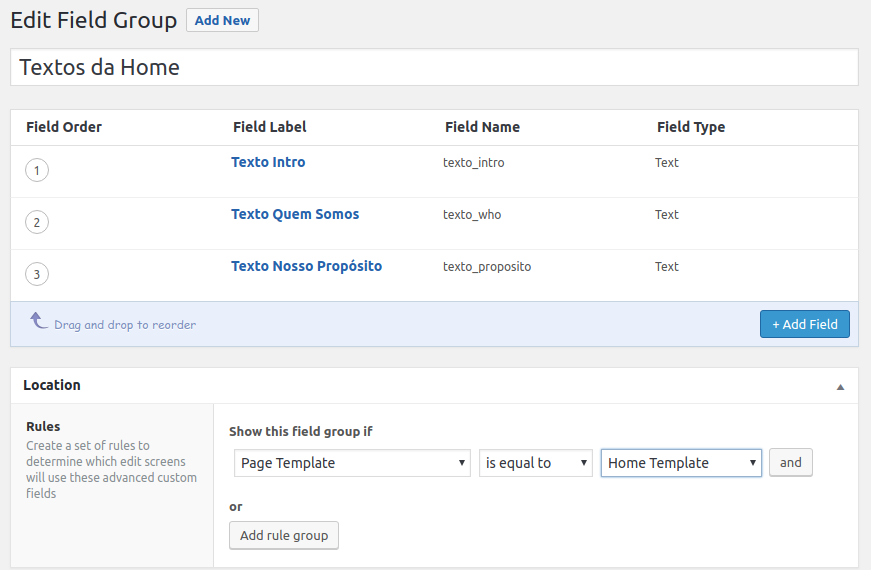 Edit Field Group Add New
Textos da Home
Field Order Field Label Field Name Field Type
1 Texto Intro texto_intro Text
2 Texto Quem Somos texto_who Text
3 Texto Nosso Propósito texto_proposito Text
Drag and drop to reorder + Add Field
Location
Rules
Create a set of rules to
determine which edit screens
will use these advanced custom
fields
Show this field group if
Page Template is equal to Home Template and
or
Add rule group